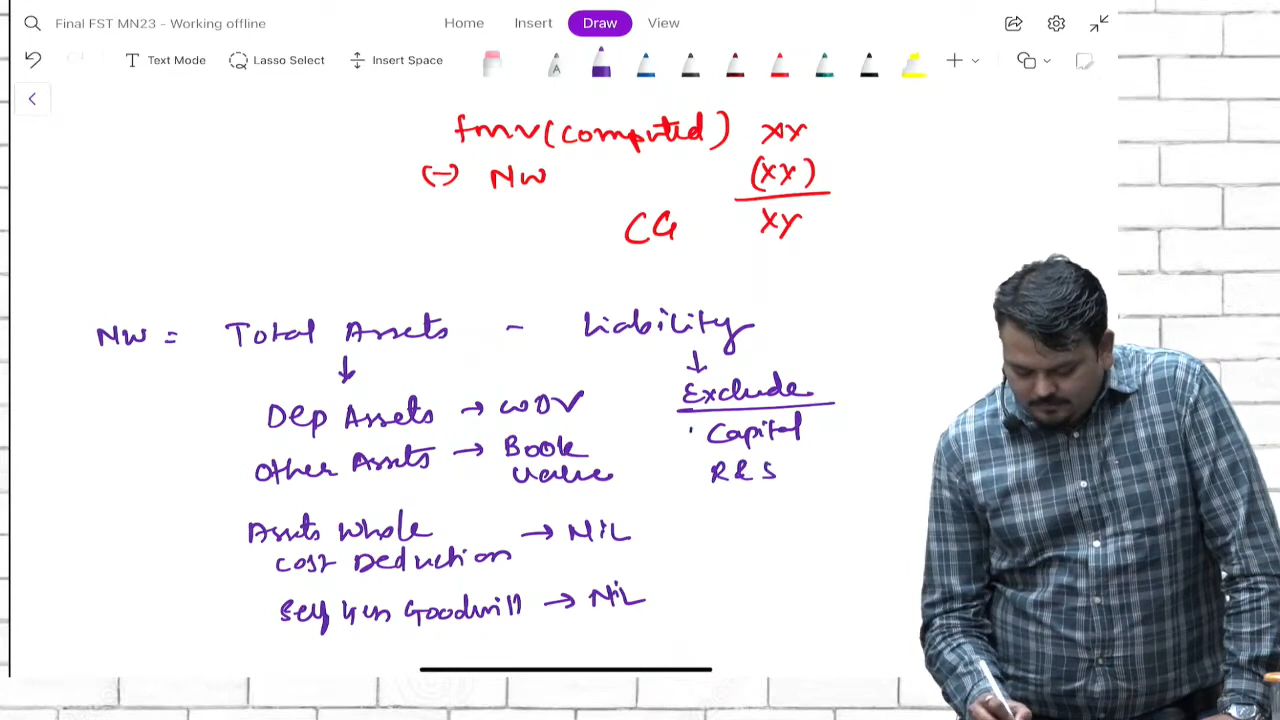 Final FST MN23 - Working offline
Home Insert Draw View
Text Mode Lasso Select Insert Space
fmv (computed) xx
(-) NW (xx)
CG xy
NW = Total Assets - Liability
Dep Assets → WDV
Other Assets → Book Value
Assets whole cost Deduction → NiL
Self Gen Goodwill → NiL
Exclude
Capital
R & S